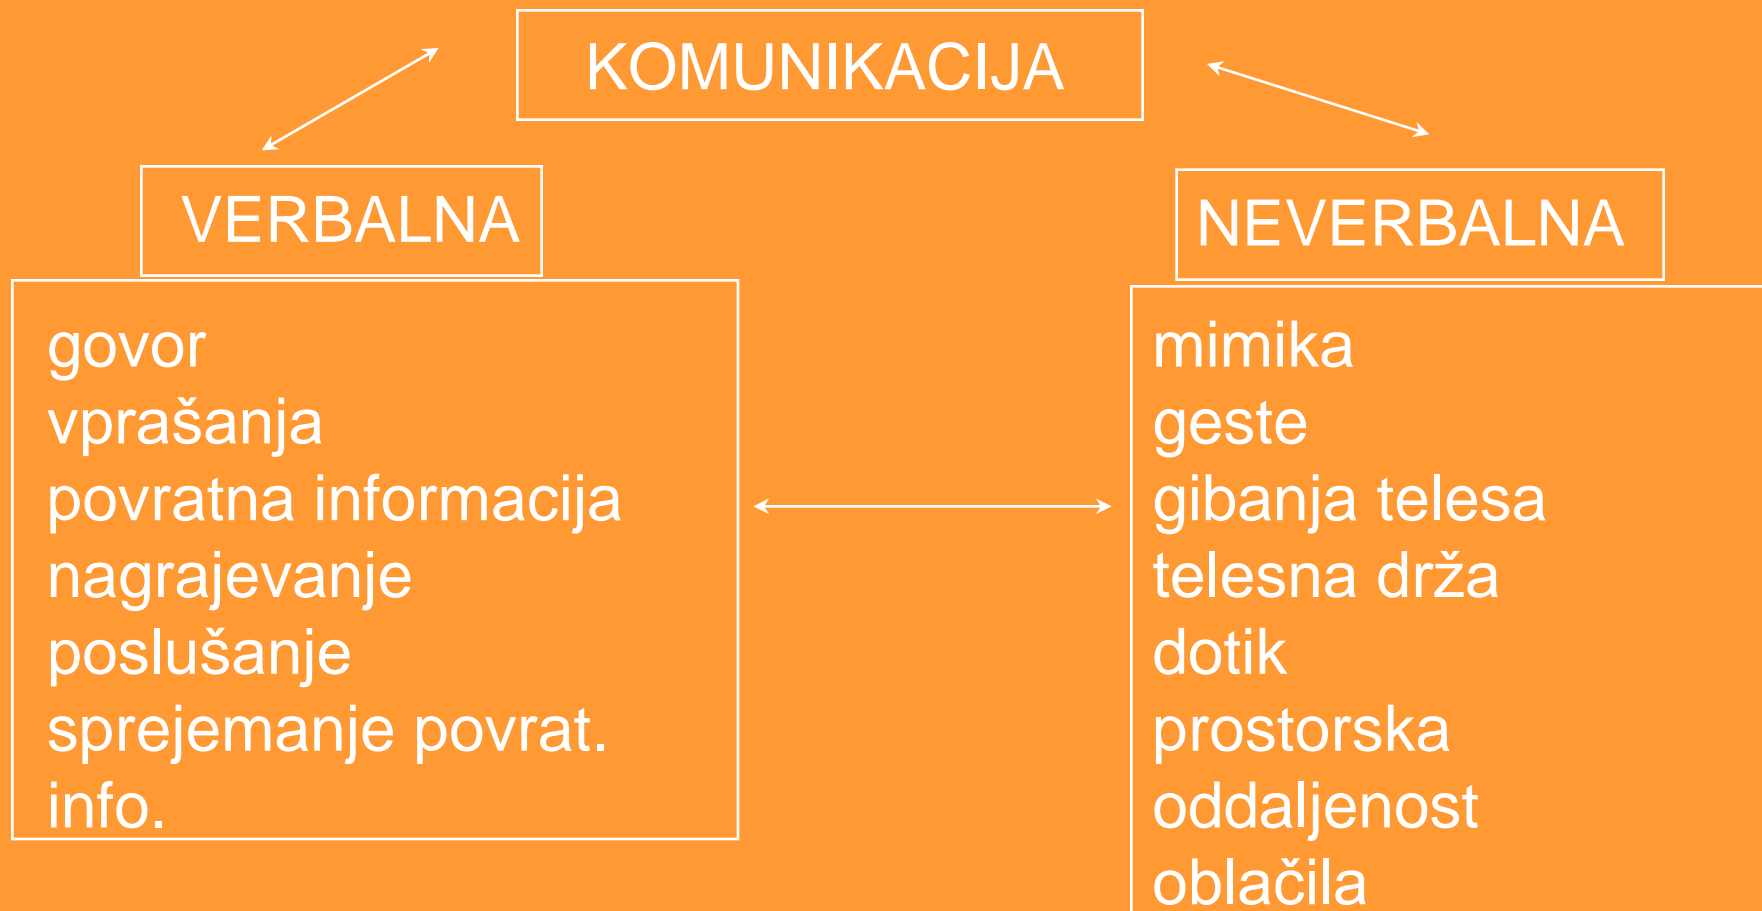 KOMUNIKACIJA
VERBALNA
govor
vprašanja
povratna informacija
nagrajevanje
poslušanje
sprejemanje povrat.
info.
NEVERBALNA
mimika
geste
gibanja telesa
telesna drža
dotik
prostorska
oddaljenost
oblačila